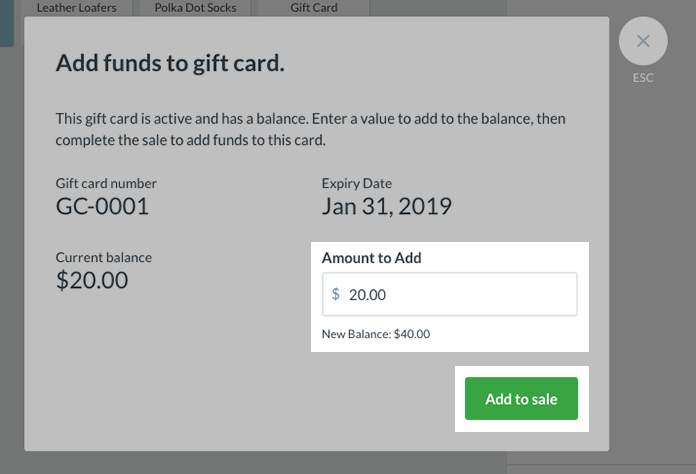 Leather Loafers
Polka Dot Socks
Gift Card
ESC
Add funds to gift card.
This gift card is active and has a balance. Enter a value to add to the balance, then
complete the sale to add funds to this card.
Gift card number
GC-0001
Expiry Date
Jan 31, 2019
Current balance
$20.00
Amount to Add
$ 20.00
New Balance: $40.00
Add to sale